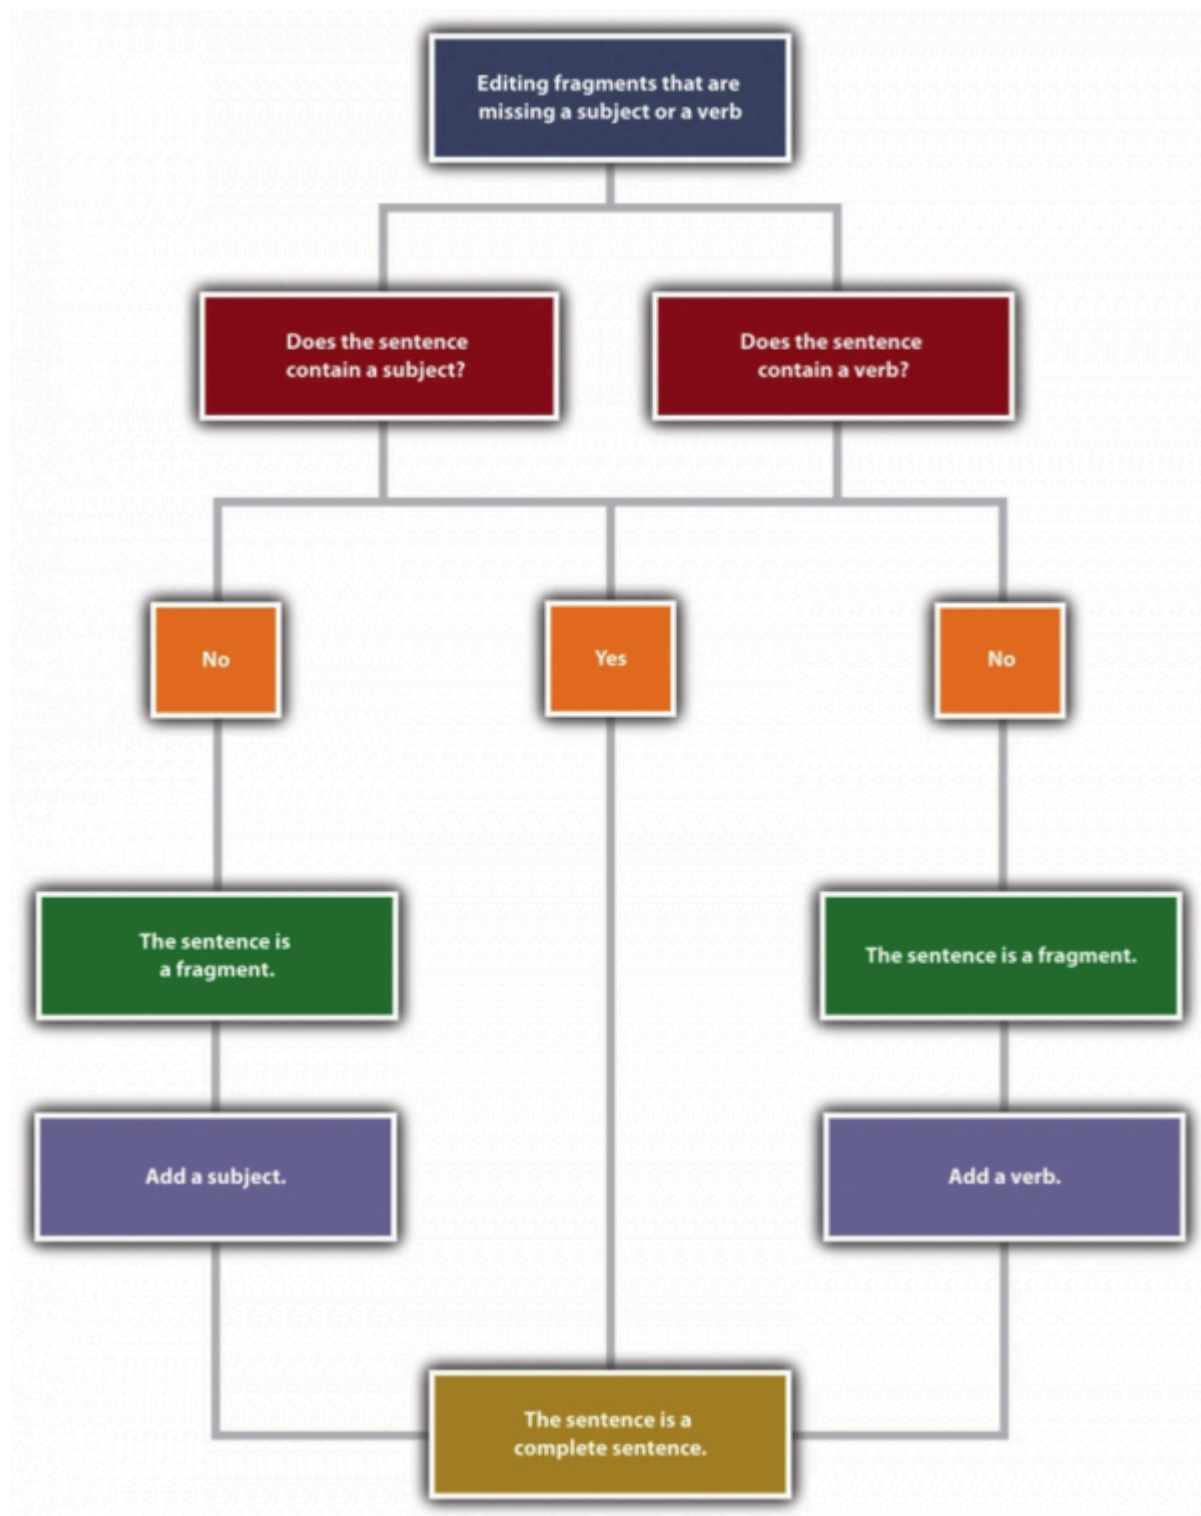 Editing fragments that are
missing a subject or a verb
Does the sentence
contain a subject?
Does the sentence
contain a verb?
No
Yes
No
The sentence is
a fragment.
The sentence is a fragment.
Add a subject.
Add a verb.
The sentence is a
complete sentence.